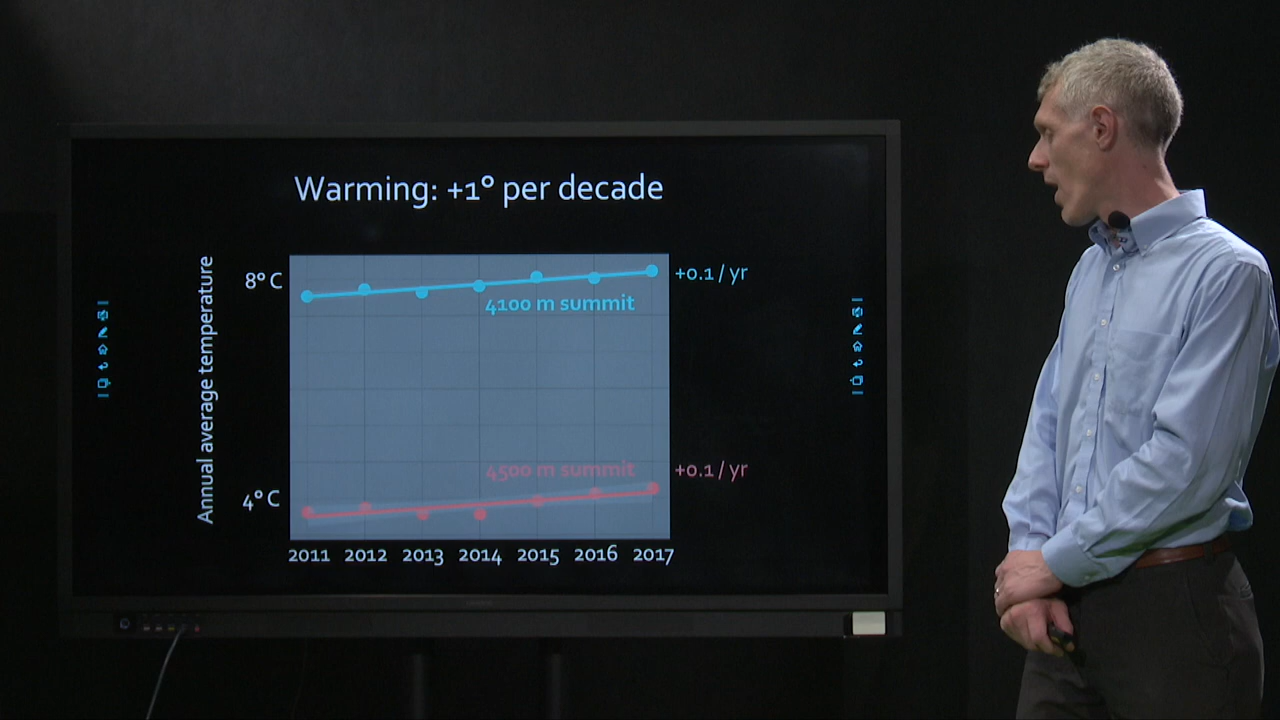 Warming: +1° per decade
Annual average temperature
8° C
4° C
+0.1 / yr
4100 m summit
4500 m summit
+0.1 / yr
2011 2012 2013 2014 2015 2016 2017